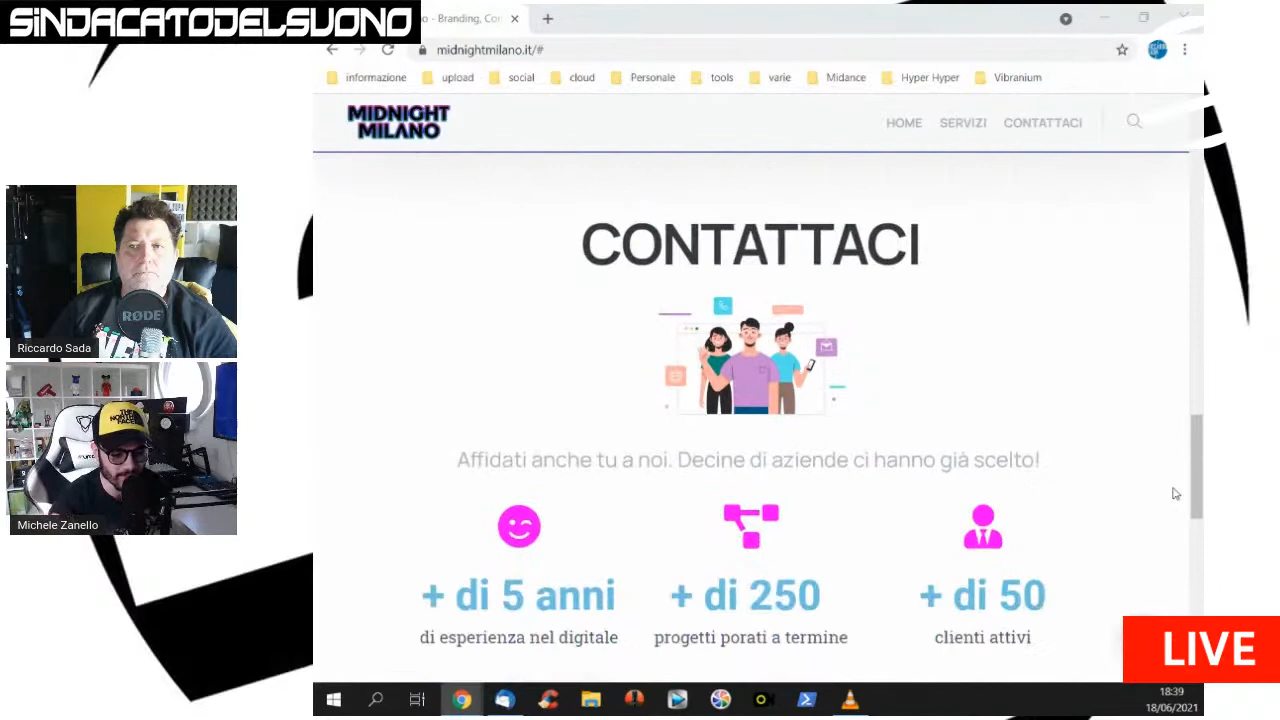 SINDACATODELSUONO
o - Branding, Co
midnightmilano.it/#
informazione
upload
social
cloud
Personale
tools
varie
Midance
Hyper Hyper
Vibranium
MIDNIGHT
MILANO
HOME
SERVIZI
CONTATTACI
CONTATTACI
RØDE
Riccardo Sada
THE
NORTH
FACE
Michele Zanello
Affidati anche tu a noi. Decine di aziende ci hanno già scelto!
+ di 5 anni
+ di 250
+ di 50
di esperienza nel digitale
progetti porati a termine
clienti attivi
LIVE
18:39
18/06/2021